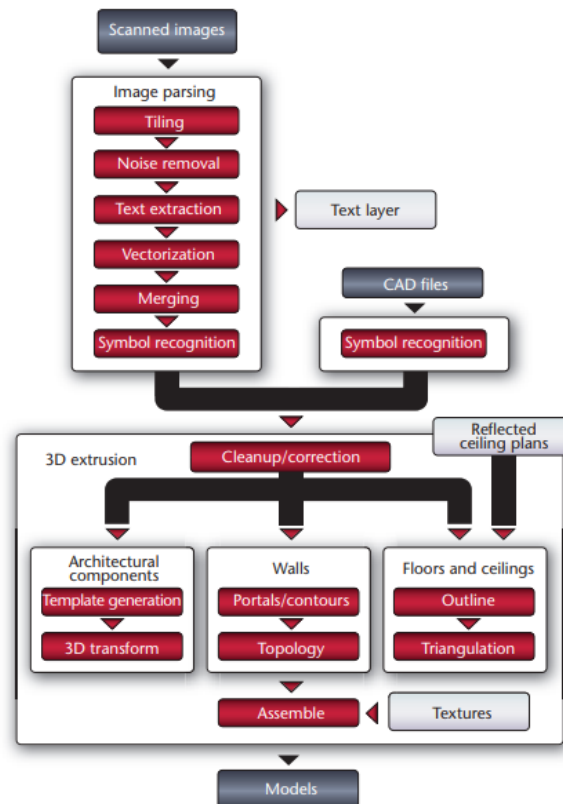 Scanned images
Image parsing
Tiling
Noise removal
Text extraction
Text layer
Vectorization
Merging
Symbol recognition
CAD files
Symbol recognition
Reflected
ceiling plans
3D extrusion
Cleanup/correction
Architectural
components
Template generation
3D transform
Walls
Portals/contours
Topology
Floors and ceilings
Outline
Triangulation
Assemble
Textures
Models